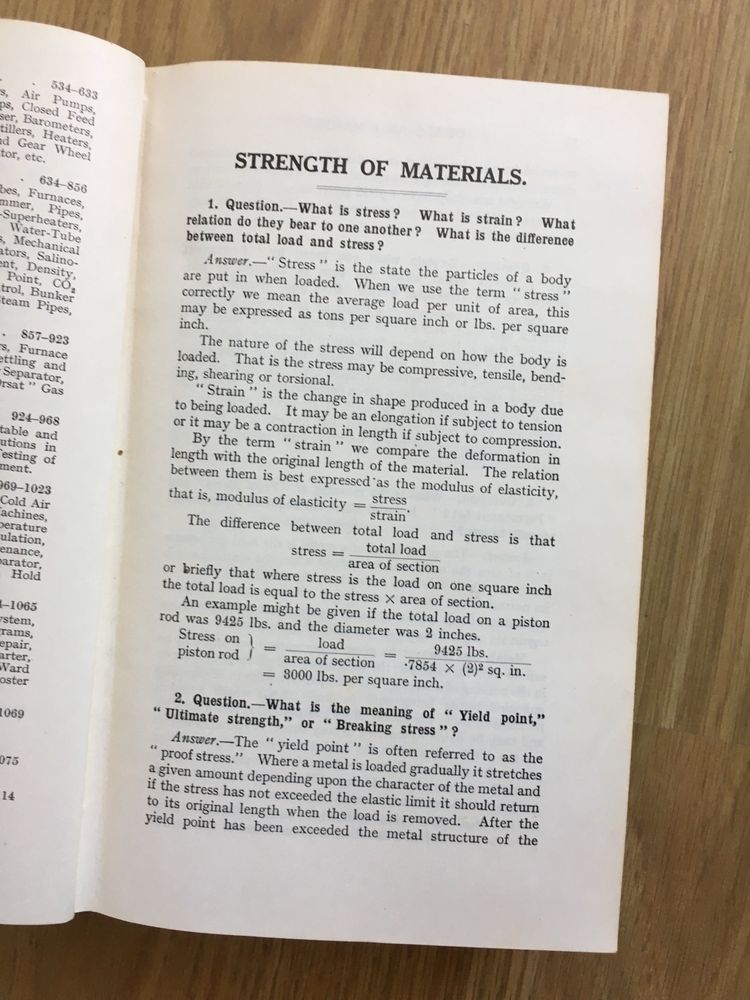 . 534–633
s, Air Pumps,
ps, Closed Feed
ser, Barometers,
tillers, Heaters,
nd Gear Wheel
tor, etc.
. 634–856
bes, Furnaces,
mmer, Pipes,
-Superheaters,
Water-Tube
s, Mechanical
ators, Salino-
ent, Density,
Point, CO₂
trol, Bunker
Steam Pipes,
. 857–923
rs, Furnace
ettling and
Separator,
Orsat " Gas
924–968
table and
utions in
esting of
ment.
969–1023
Cold Air
achines,
perature
ulation,
enance,
parator,
Hold
4–1065
ystem,
grams,
epair,
arter,
Ward
oster
1069
075
14
STRENGTH OF MATERIALS.
1. Question.—What is stress? What is strain? What
relation do they bear to one another? What is the difference
between total load and stress?
Answer.—" Stress " is the state the particles of a body
are put in when loaded. When we use the term " stress "
correctly we mean the average load per unit of area, this
may be expressed as tons per square inch or lbs. per square
inch.
The nature of the stress will depend on how the body is
loaded. That is the stress may be compressive, tensile, bend-
ing, shearing or torsional.
" Strain " is the change in shape produced in a body due
to being loaded. It may be an elongation if subject to tension
or it may be a contraction in length if subject to compression.
By the term " strain " we compare the deformation in
length with the original length of the material. The relation
between them is best expressed as the modulus of elasticity,
that is, modulus of elasticity = stress
strain.
The difference between total load and stress is that
stress = total load
area of section
or briefly that where stress is the load on one square inch
the total load is equal to the stress × area of section.
An example might be given if the total load on a piston
rod was 9425 lbs. and the diameter was 2 inches.
Stress on } = load = 9425 lbs.
piston rod area of section ·7854 × (2)² sq. in.
= 3000 lbs. per square inch.
2. Question.—What is the meaning of " Yield point,"
" Ultimate strength," or " Breaking stress "?
Answer.—The " yield point " is often referred to as the
" proof stress." Where a metal is loaded gradually it stretches
a given amount depending upon the character of the metal and
if the stress has not exceeded the elastic limit it should return
to its original length when the load is removed. After the
yield point has been exceeded the metal structure of the